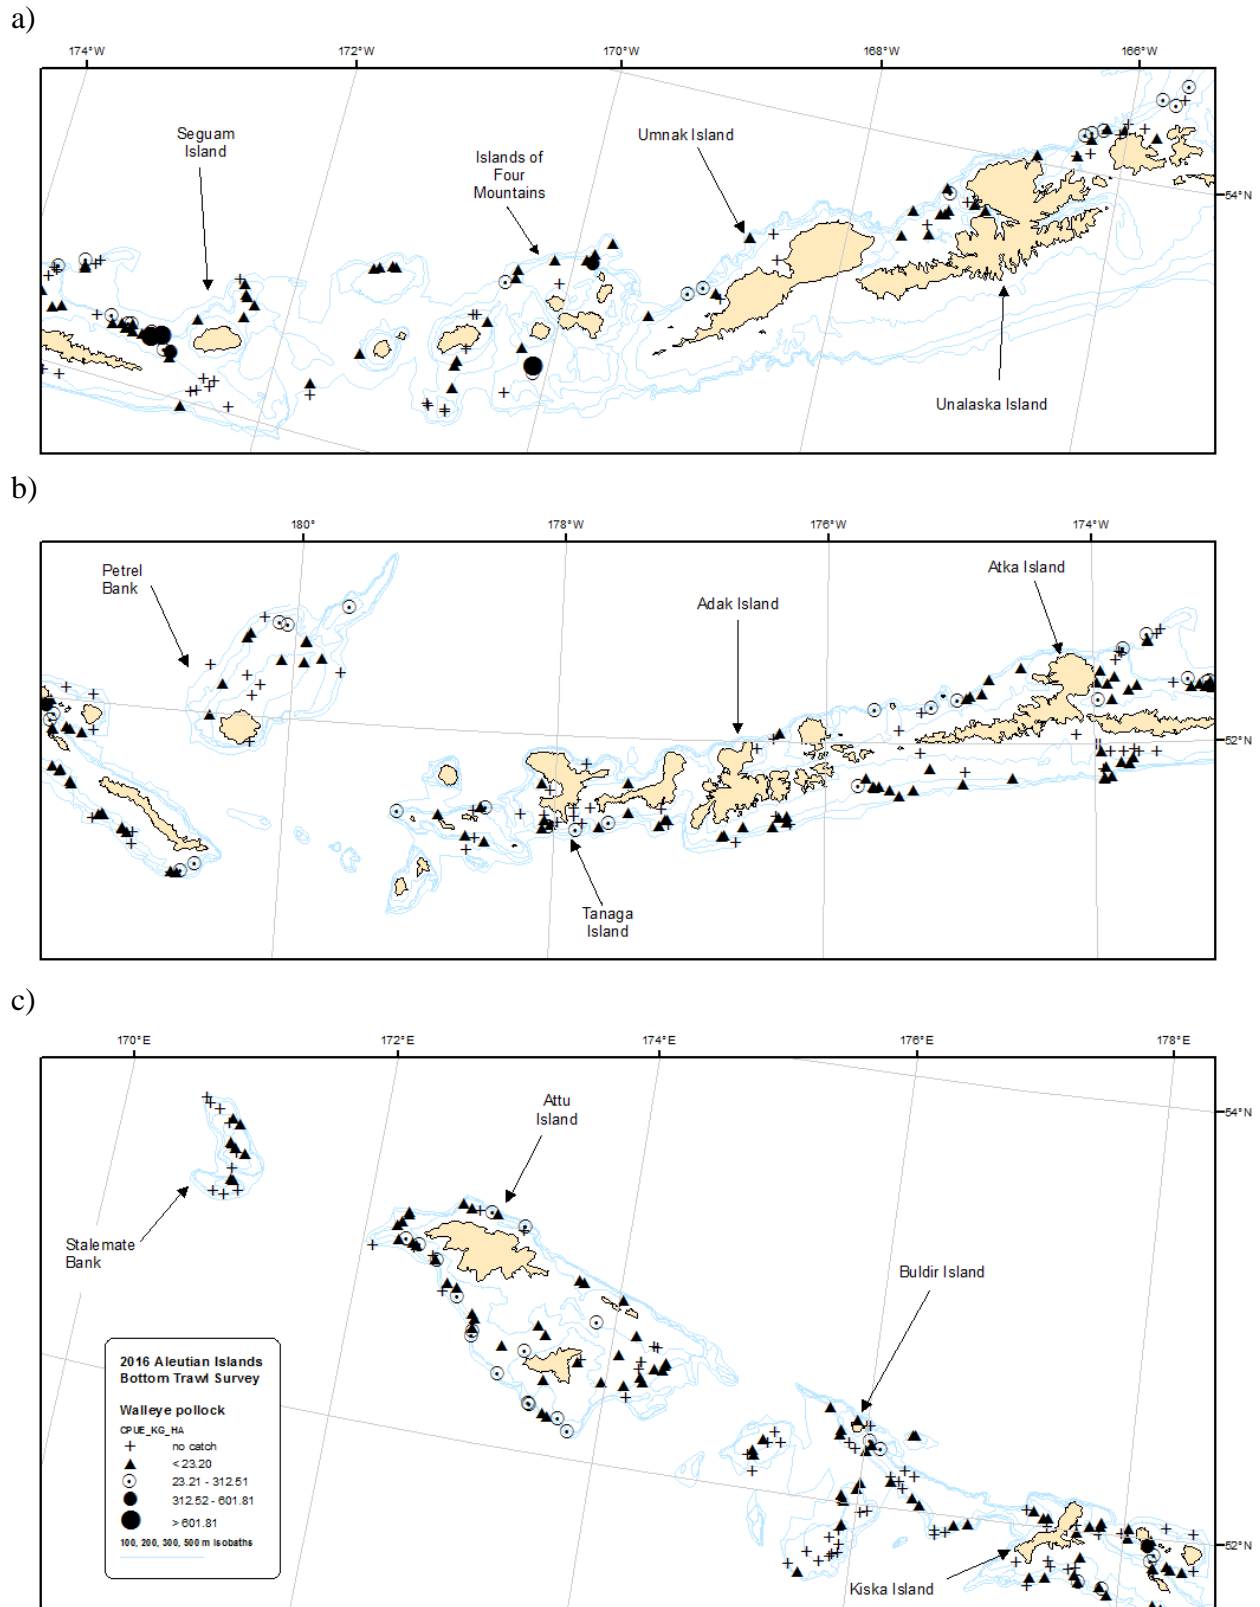 a)
174°W 172°W 170°W 168°W 166°W
Seguam
Island
Islands of
Four
Mountains
Umnak Island
54°N
Unalaska Island
b)
180° 178°W 176°W 174°W
Petrel
Bank
Adak Island
Atka Island
52°N
Tanaga
Island
c)
170°E 172°E 174°E 176°E 178°E
54°N
Attu
Island
Stalemate
Bank
Buldir Island
52°N
Kiska Island
2016 Aleutian Islands
Bottom Trawl Survey
Walleye pollock
CPUE_KG_HA
no catch
< 23.20
23.21 - 312.51
312.52 - 601.81
> 601.81
100, 200, 300, 500 m Isobaths